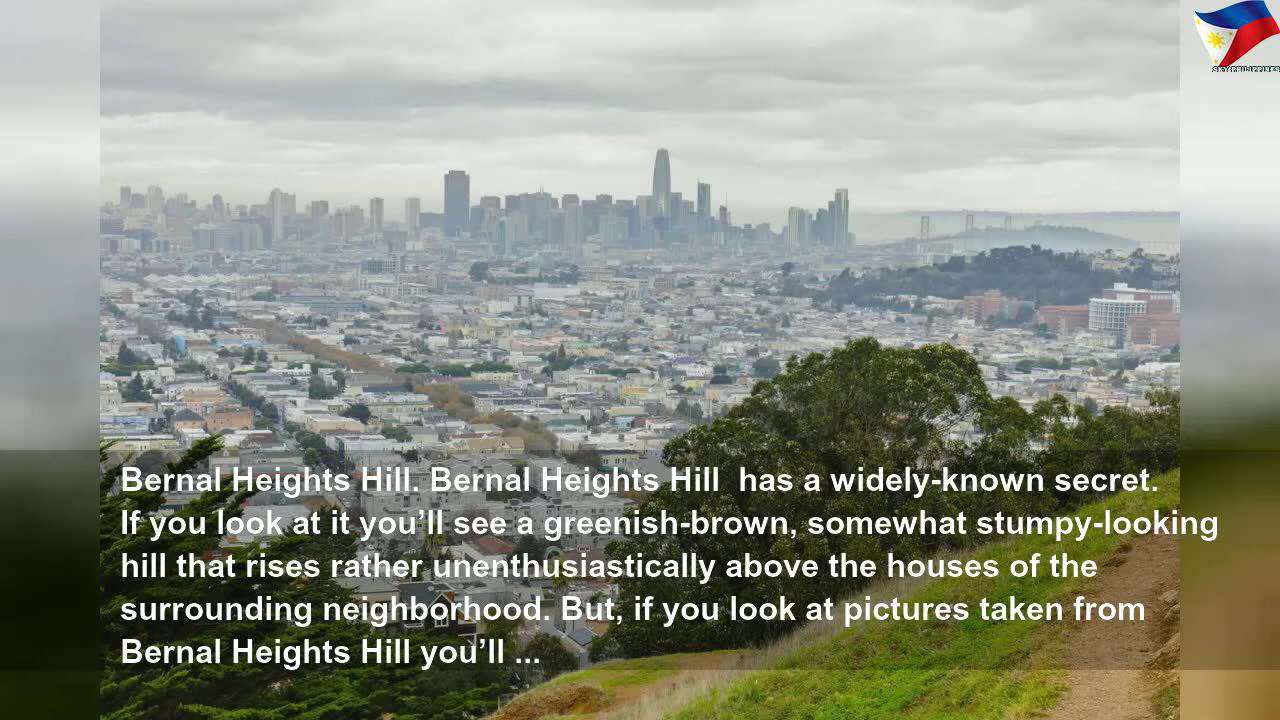 SKYPHILIPPINES
Bernal Heights Hill. Bernal Heights Hill  has a widely-known secret.
If you look at it you’ll see a greenish-brown, somewhat stumpy-looking
hill that rises rather unenthusiastically above the houses of the
surrounding neighborhood. But, if you look at pictures taken from
Bernal Heights Hill you’ll ...